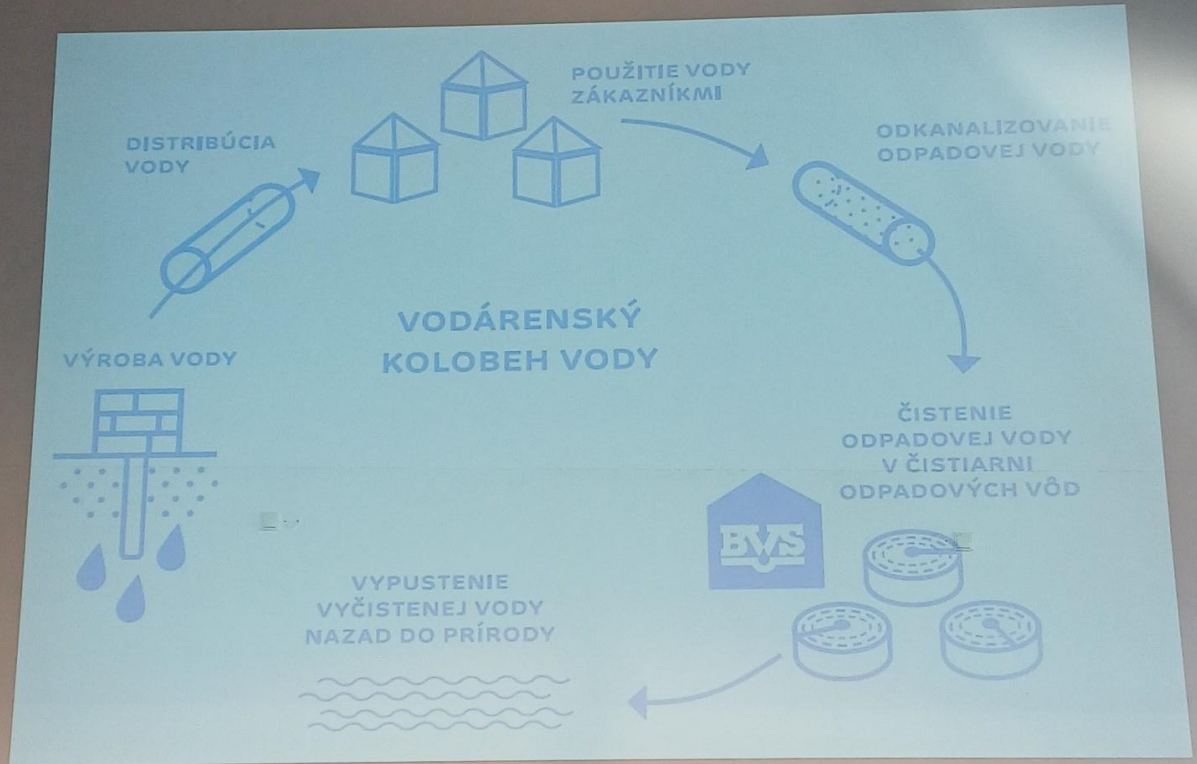 VODÁRENSKÝ
KOLOBEH VODY
VÝROBA VODY
DISTRIBÚCIA
VODY
POUŽITIE VODY
ZÁKAZNÍKMI
ODKANALIZOVANIE
ODPADOVEJ VODY
ČISTENIE
ODPADOVEJ VODY
V ČISTIARNI
ODPADOVÝCH VÔD
BVS
VYPUSTENIE
VYČISTENEJ VODY
NAZAD DO PRÍRODY